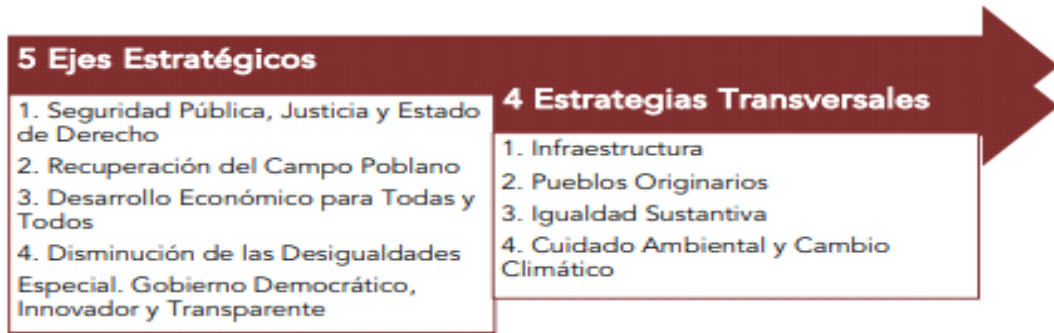 5 Ejes Estratégicos
1. Seguridad Pública, Justicia y Estado
de Derecho
2. Recuperación del Campo Poblano
3. Desarrollo Económico para Todas y
Todos
4. Disminución de las Desigualdades
Especial. Gobierno Democrático,
Innovador y Transparente
4 Estrategias Transversales
1. Infraestructura
2. Pueblos Originarios
3. Igualdad Sustantiva
4. Cuidado Ambiental y Cambio
Climático